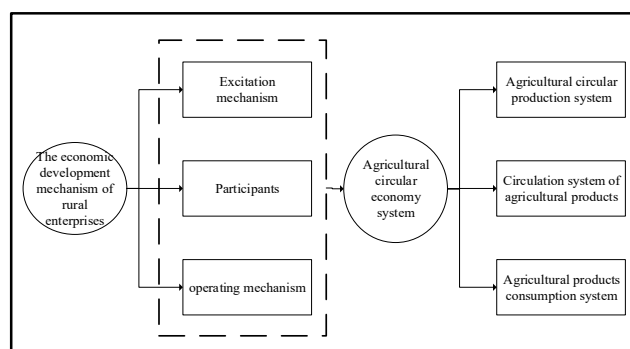 The economic
development
mechanism of
rural
enterprises
Excitation
mechanism
Participants
operating mechanism
Agricultural
circular
economy
system
Agricultural circular
production system
Circulation system of
agricultural products
Agricultural products
consumption system